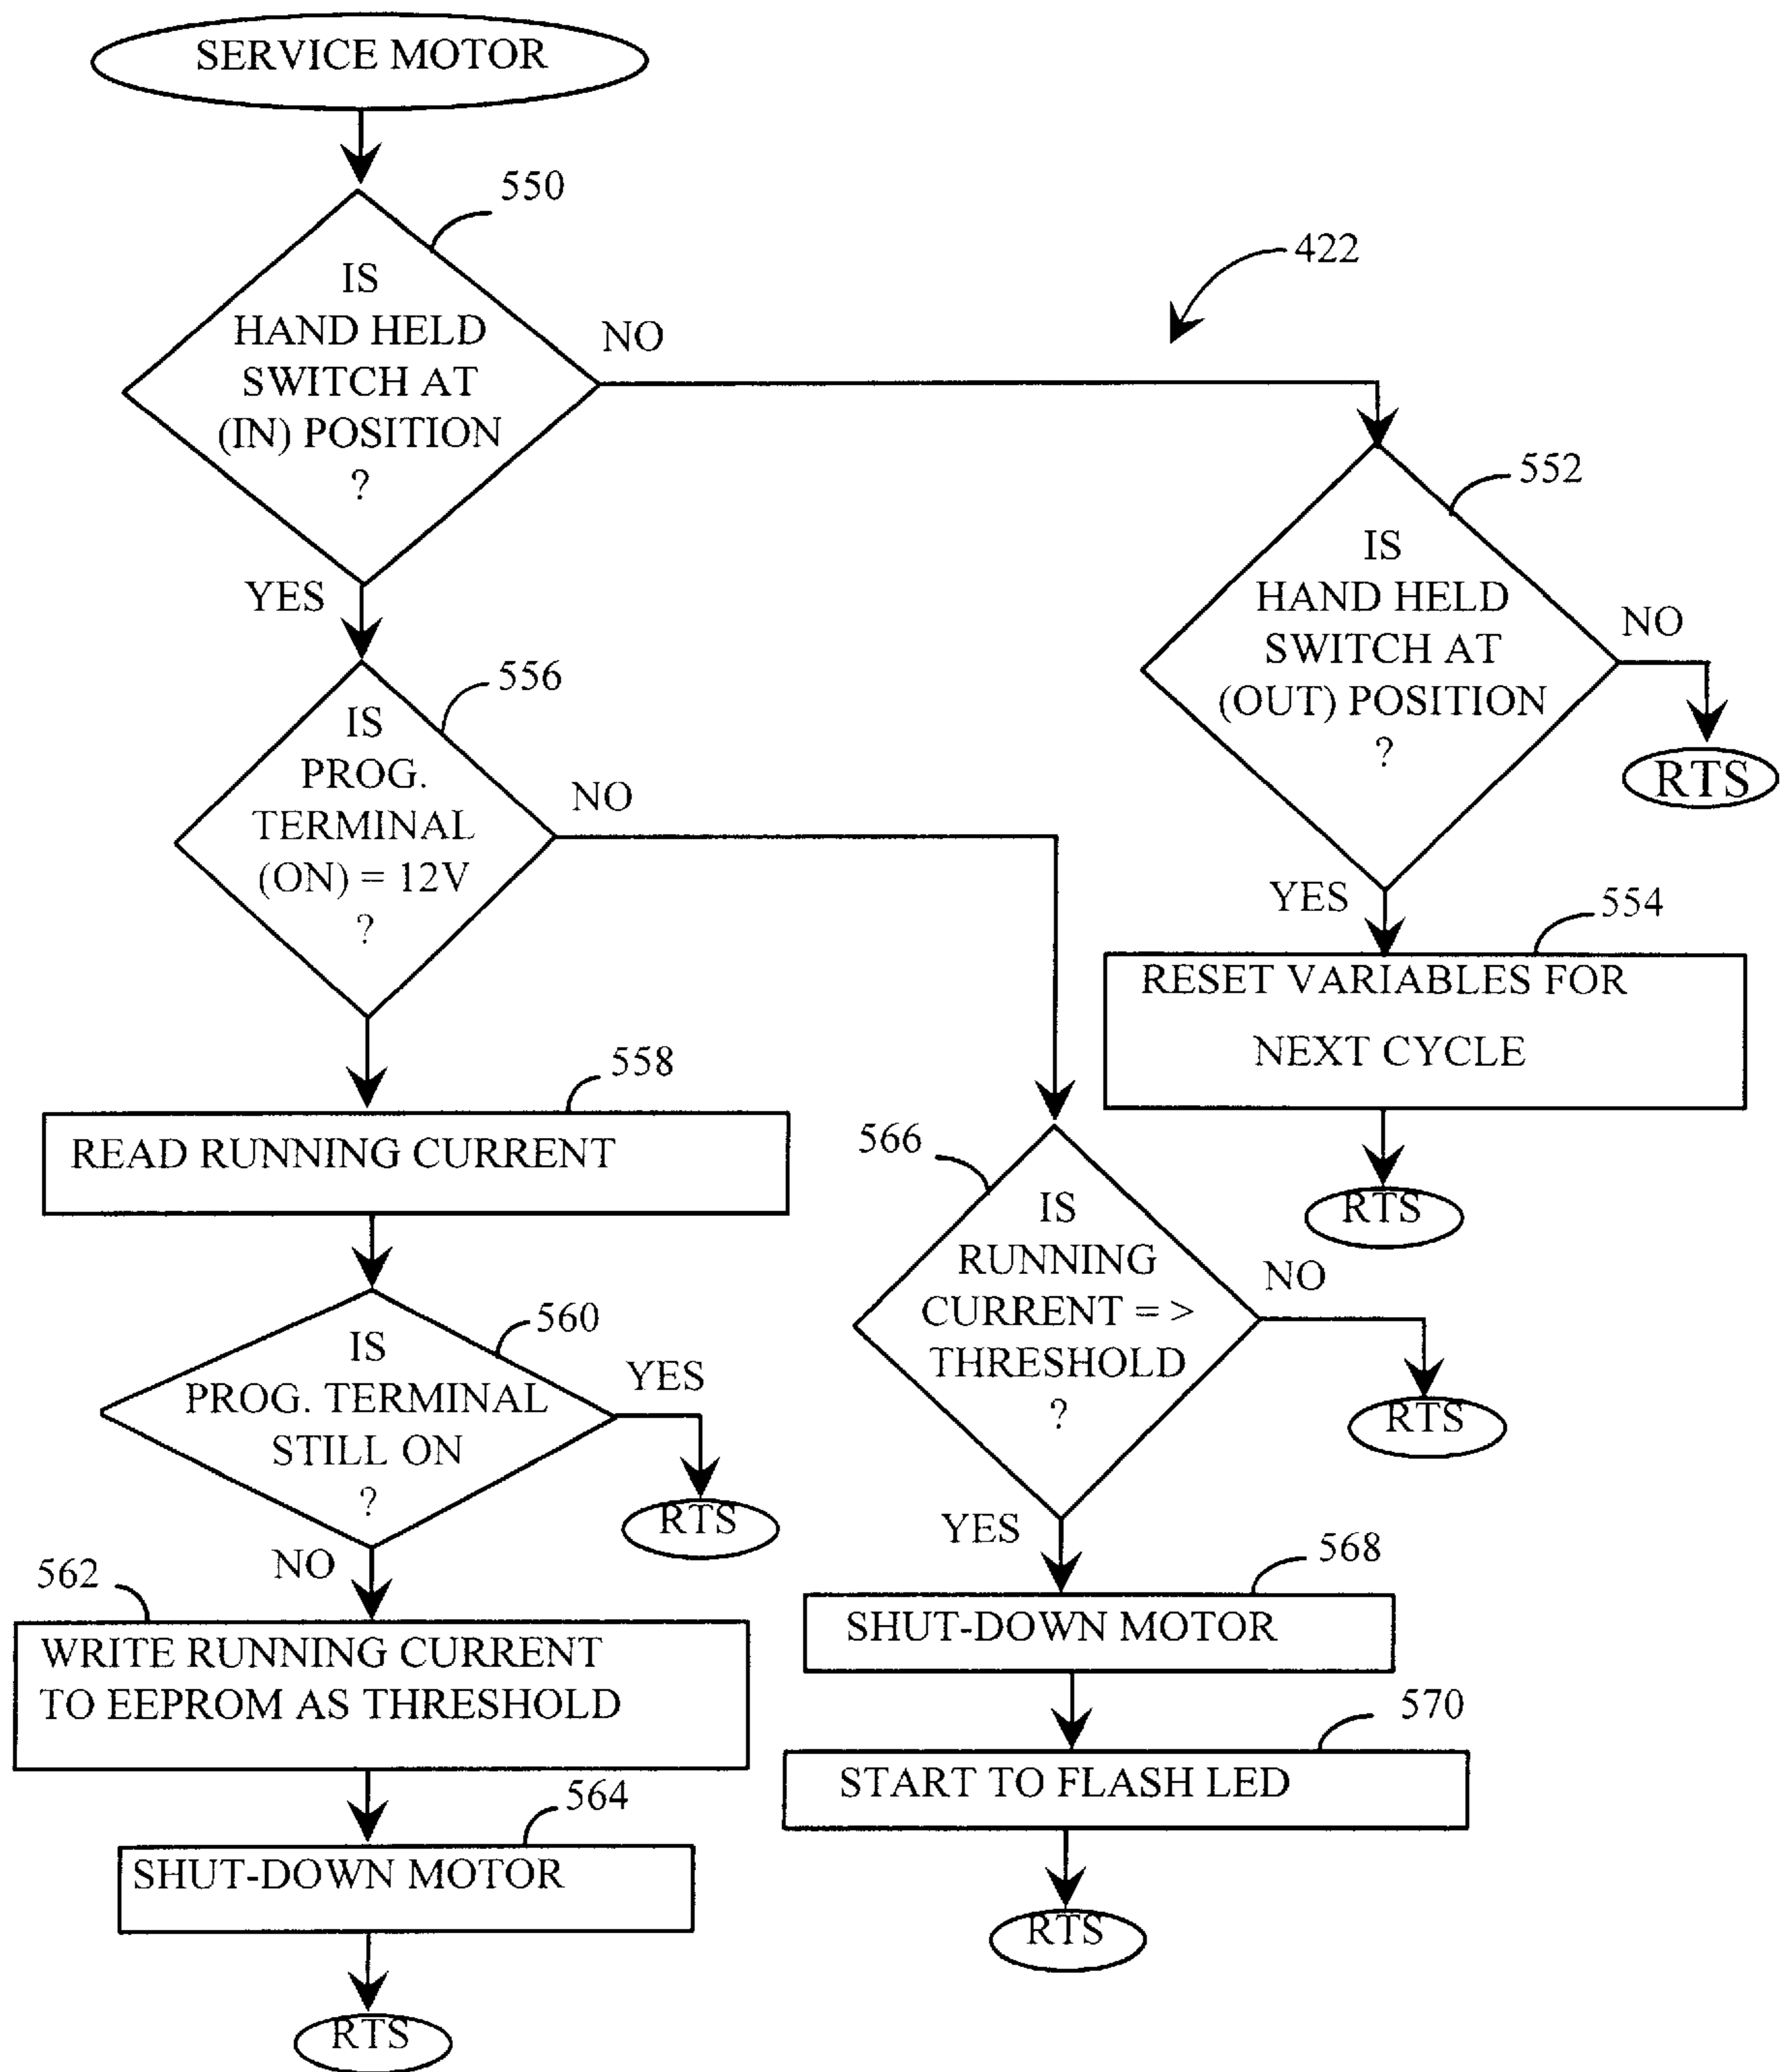 SERVICE MOTOR
550
IS
HAND HELD
SWITCH AT
(IN) POSITION
?
NO
YES
422
552
IS
HAND HELD
SWITCH AT
(OUT) POSITION
?
NO
RTS
YES
554
RESET VARIABLES FOR
NEXT CYCLE
RTS
556
IS
PROG.
TERMINAL
(ON) = 12V
?
NO
558
READ RUNNING CURRENT
560
IS
PROG. TERMINAL
STILL ON
?
YES
RTS
NO
562
WRITE RUNNING CURRENT
TO EEPROM AS THRESHOLD
564
SHUT-DOWN MOTOR
RTS
566
IS
RUNNING
CURRENT = >
THRESHOLD
?
NO
RTS
YES
568
SHUT-DOWN MOTOR
570
START TO FLASH LED
RTS